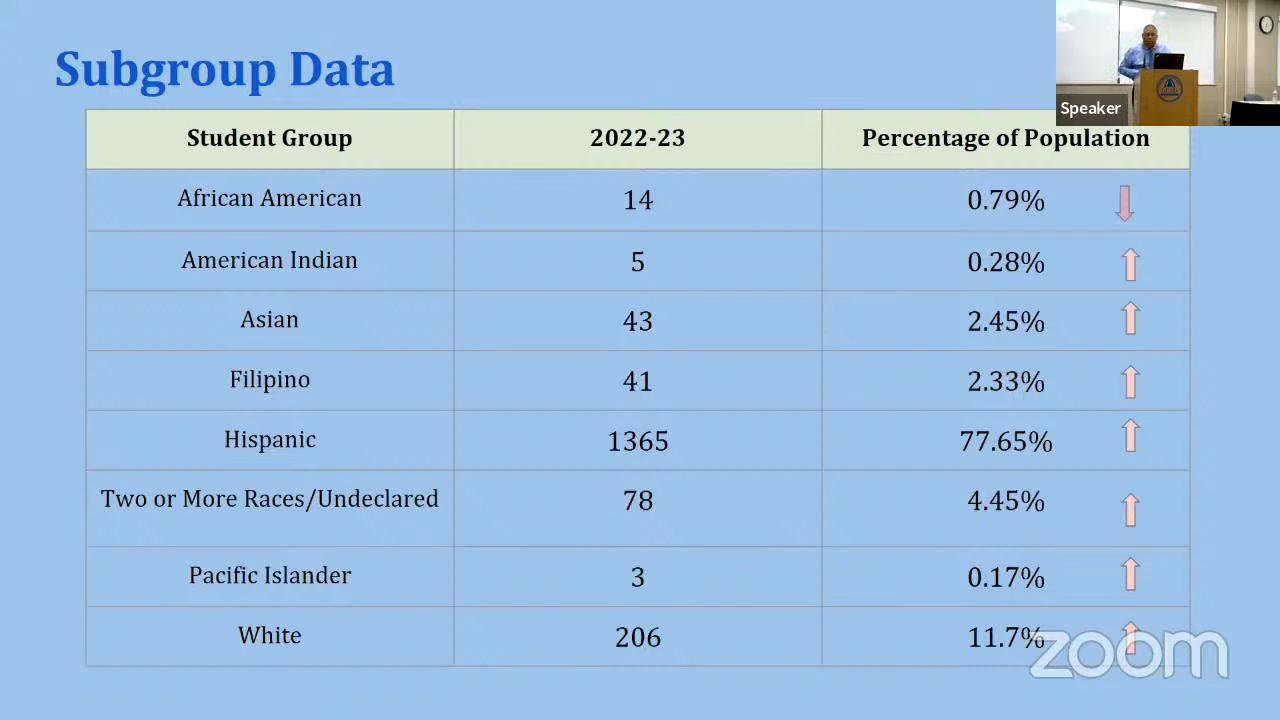 Subgroup Data
Speaker
Student Group 2022-23 Percentage of Population
African American 14 0.79%
American Indian 5 0.28%
Asian 43 2.45%
Filipino 41 2.33%
Hispanic 1365 77.65%
Two or More Races/Undeclared 78 4.45%
Pacific Islander 3 0.17%
White 206 11.7%
zoom